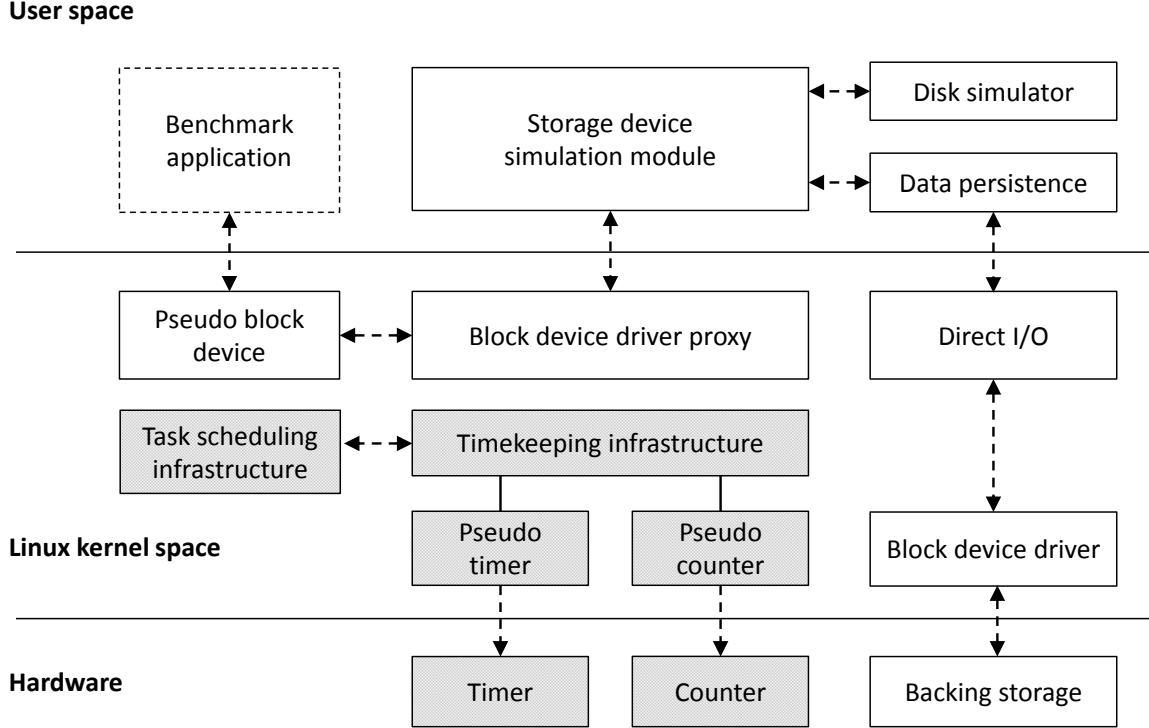 User space
Benchmark
application
Storage device
simulation module
Disk simulator
Data persistence
Pseudo block
device
Block device driver proxy
Direct I/O
Task scheduling
infrastructure
Timekeeping infrastructure
Linux kernel space
Pseudo
timer
Pseudo
counter
Block device driver
Hardware
Timer
Counter
Backing storage